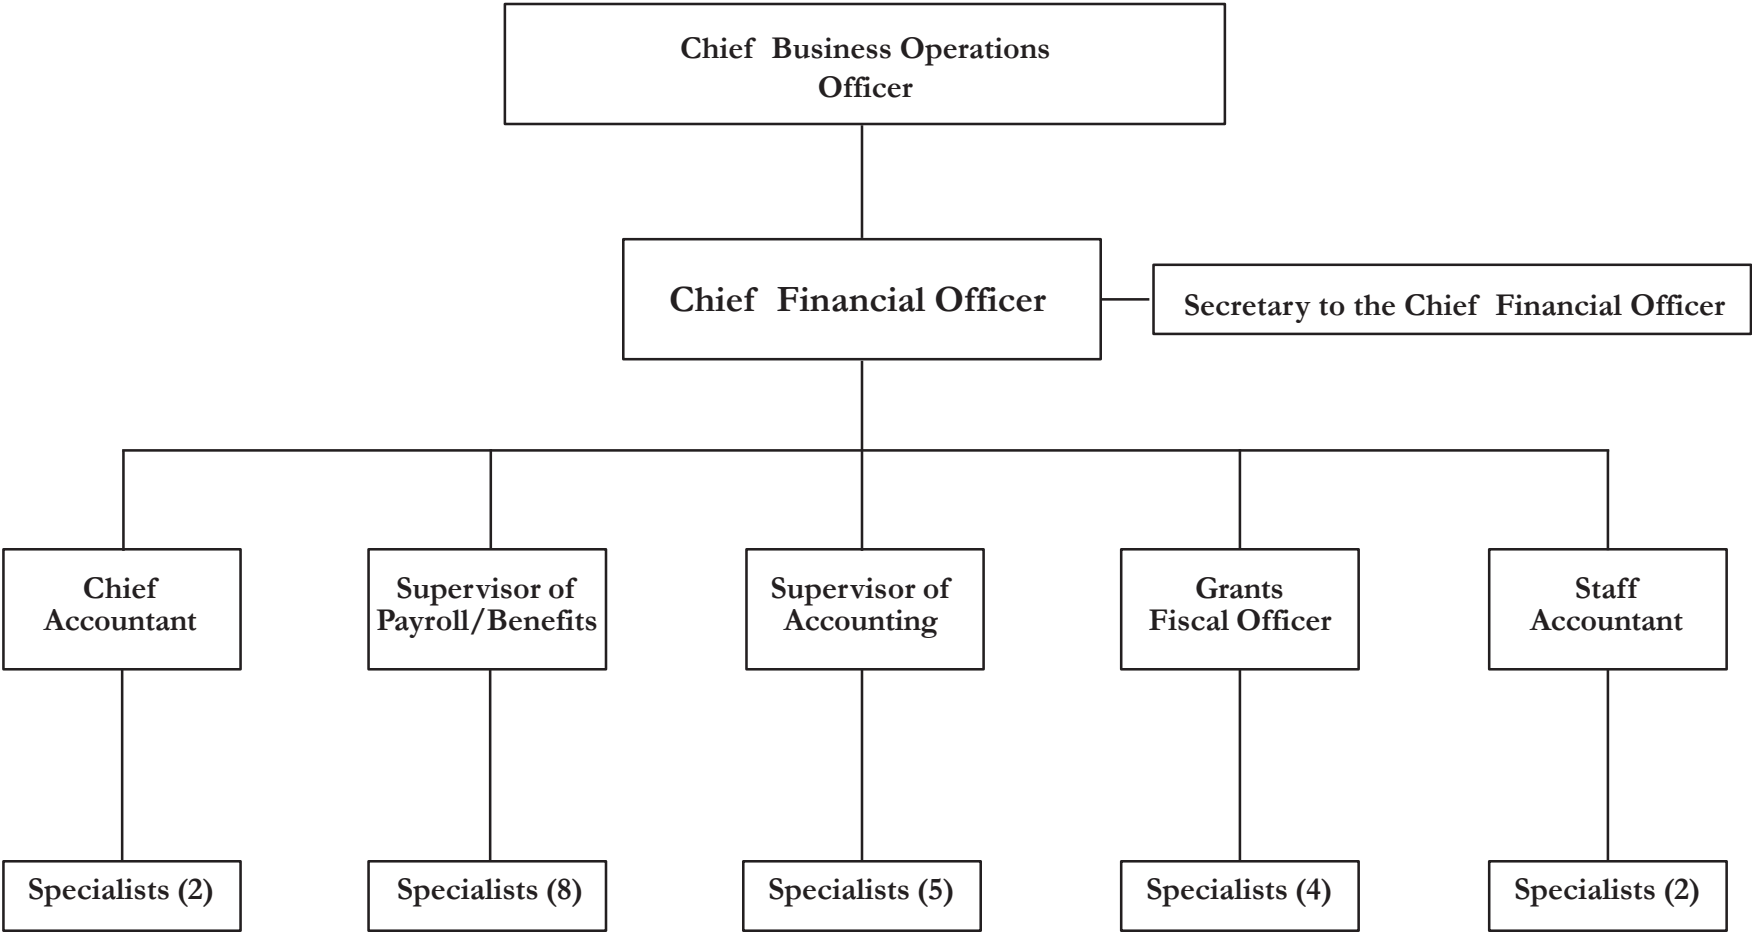 Chief Business Operations
Officer
Chief Financial Officer
Secretary to the Chief Financial Officer
Chief
Accountant
Supervisor of
Payroll/Benefits
Supervisor of
Accounting
Grants
Fiscal Officer
Staff
Accountant
Specialists (2)
Specialists (8)
Specialists (5)
Specialists (4)
Specialists (2)